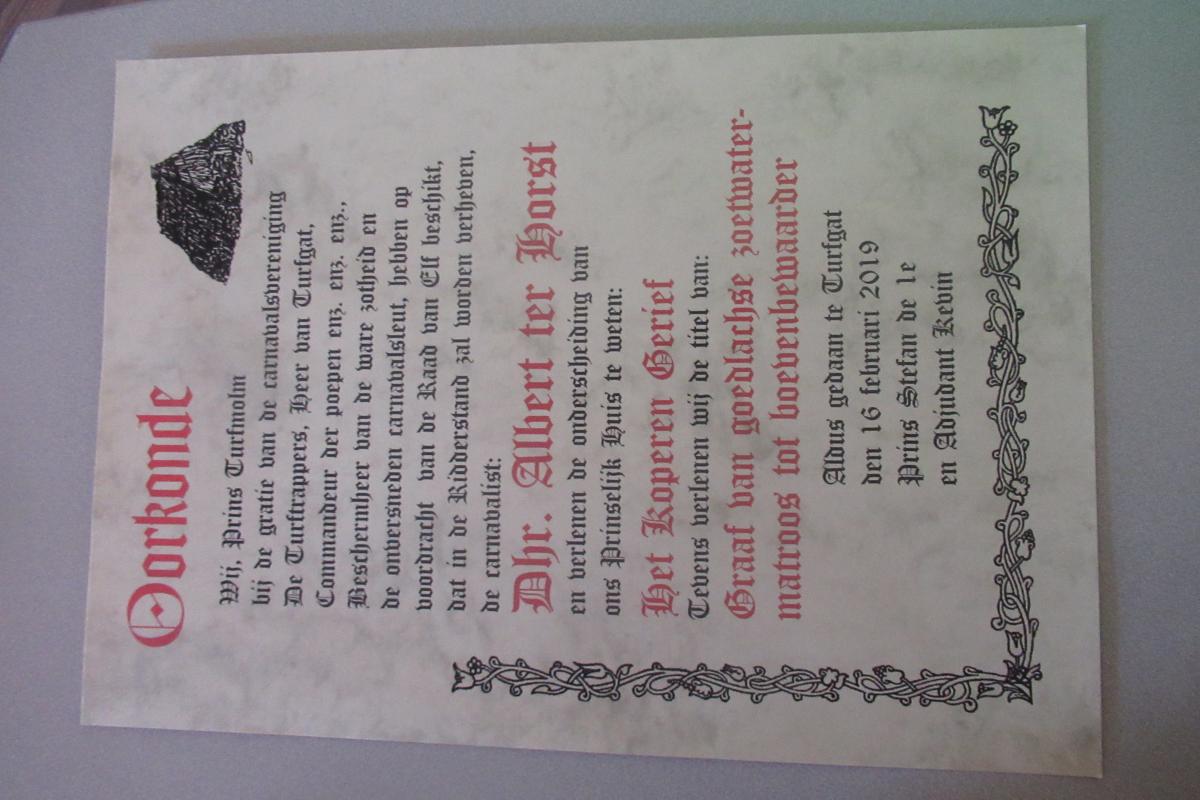 Oorkonde
Wij, Prins Turfmolm
bij de gratie van de carnavalsvereniging
De Turftrappers, Heer van Turfgat,
Commandeur der poepen enz. enz. enz.,
Beschermheer van de ware zotheid en
de onversneden carnavalsleut, hebben op
voordracht van de Raad van Elf beschikt,
dat in de Ridderstand zal worden verheven,
de carnavalist:
Dhr. Albert ter Horst
en verlenen de onderscheiding van
ons Prinselijk Huis te weten:
Het Koperen Gerief
Tevens verlenen wij de titel van:
Graaf van goedlachse zoetwater-
matroos tot boevenbewaarder
Aldus gedaan te Turfgat
den 16 februari 2019
Prins Stefan de 1e
en Adjudant Kevin